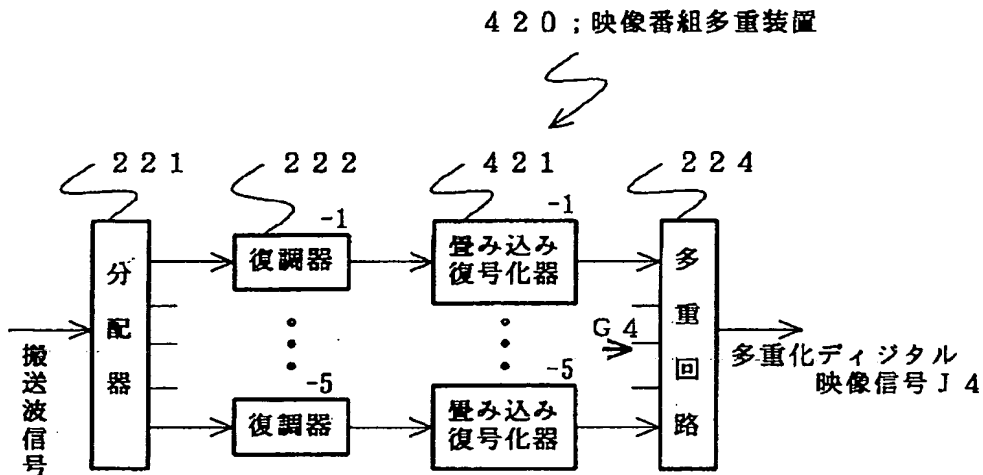 ４２０；映像番組多重装置
２２１
２２２
４２１
２２４
分配器
-1
復調器
-1
畳み込み
復号化器
多重回路
搬送波信号
Ｇ４
多重化ディジタル
映像信号Ｊ４
-5
復調器
-5
畳み込み
復号化器